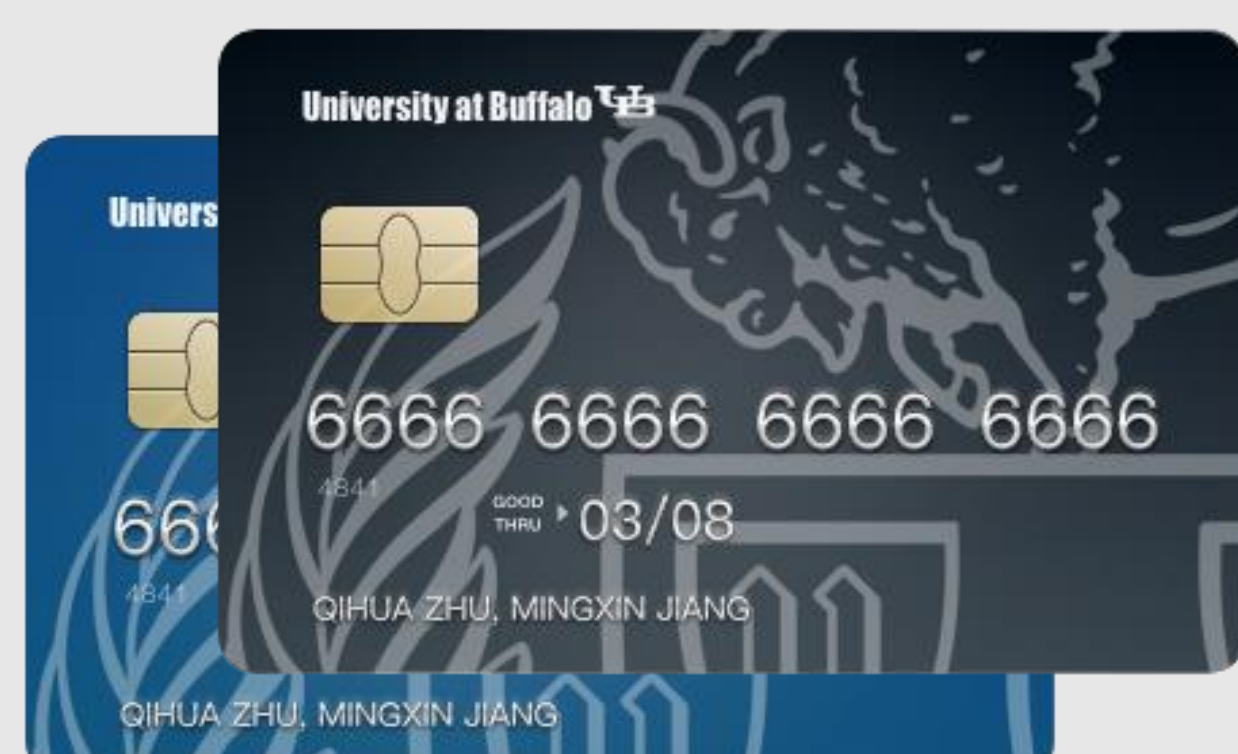 University at Buffalo UB
6666 6666 6666 6666
4841
GOOD THRU 03/08
QIHUA ZHU, MINGXIN JIANG
Univers
666
4841
QIHUA ZHU, MINGXIN JIANG